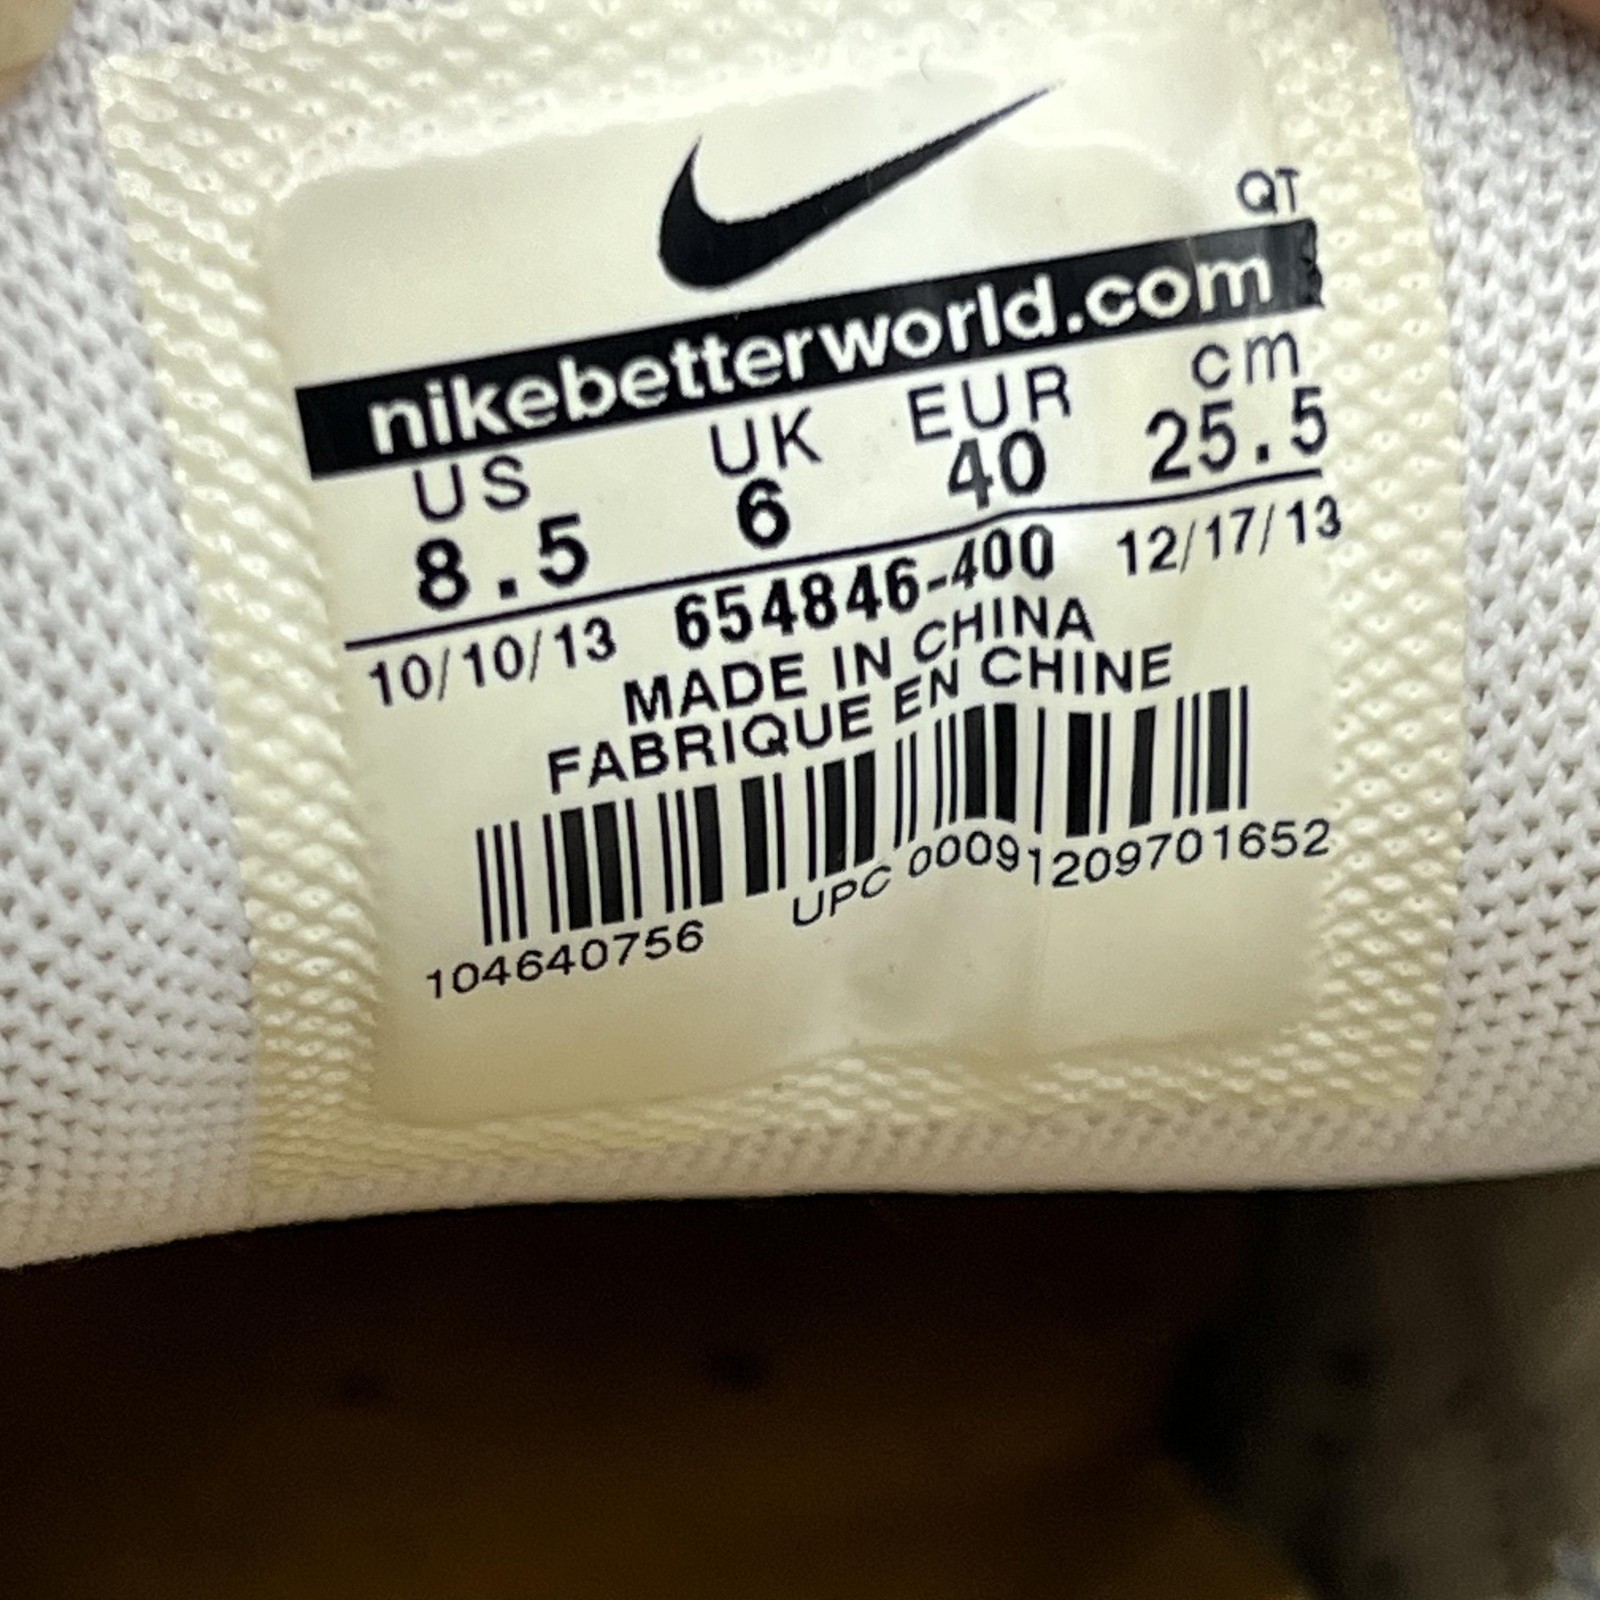 QT
nikebetterworld.com
US UK EUR cm
8.5 6 40 25.5
10/10/13 654846-400 12/17/13
MADE IN CHINA
FABRIQUE EN CHINE
104640756 UPC 00091209701652